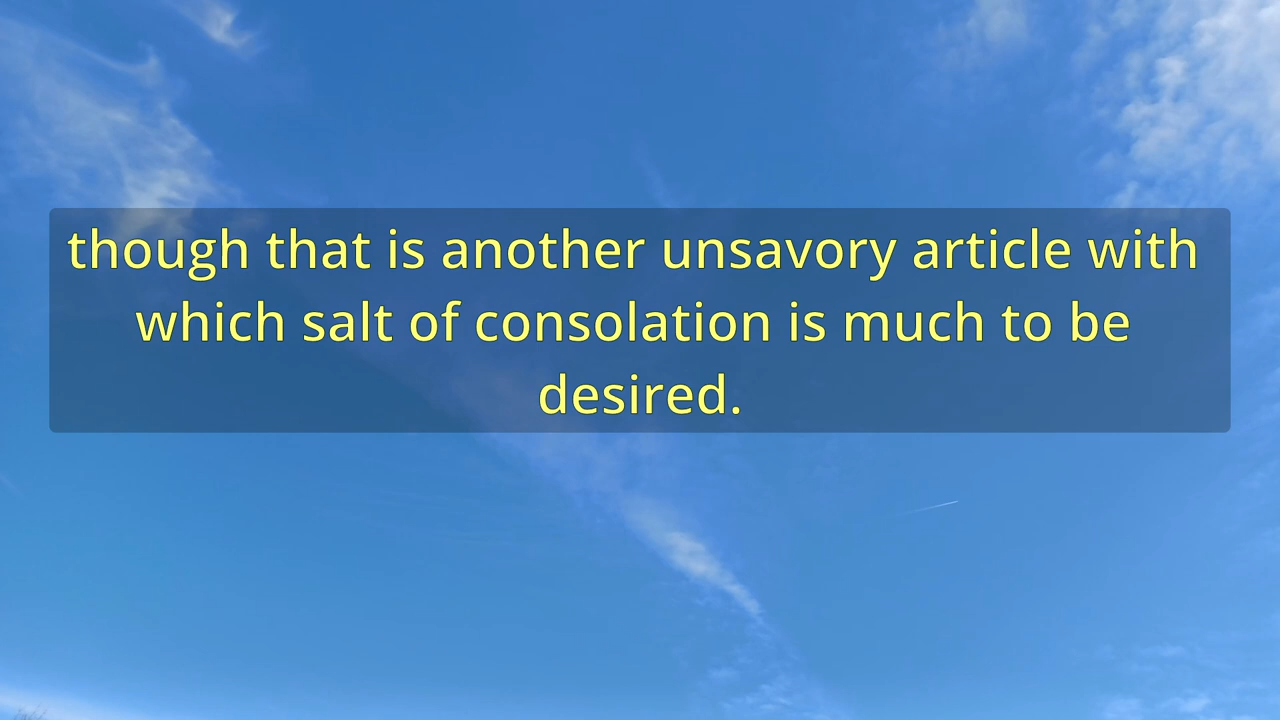 though that is another unsavory article with
which salt of consolation is much to be
desired.